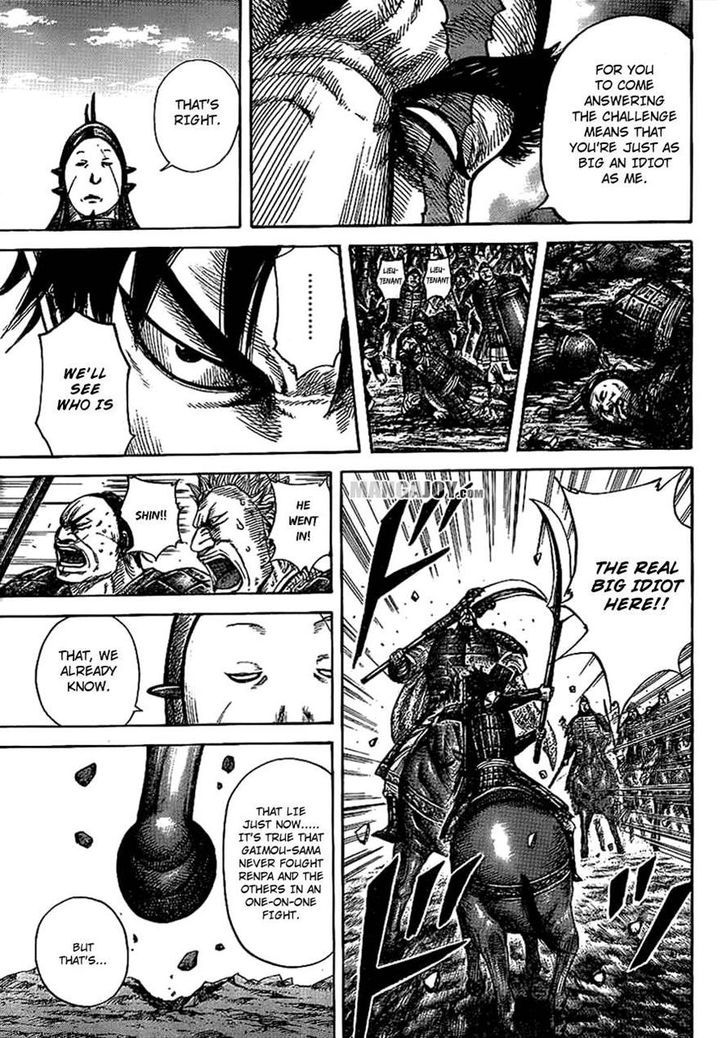 FOR YOU
TO COME
ANSWERING
THE CHALLENGE
MEANS THAT
YOU'RE JUST AS
BIG AN IDIOT
AS ME.
THAT'S
RIGHT.
LIEU-
TENANT
LIEU-
TENANT
..........
WE'LL
SEE
WHO IS
MANGAJOY.COM
THE REAL
BIG IDIOT
HERE!!
HE
WENT
IN!
SHIN!!
THAT, WE
ALREADY
KNOW.
THAT LIE
JUST NOW.....
IT'S TRUE THAT
GAIMOU-SAMA
NEVER FOUGHT
RENPA AND THE
OTHERS IN AN
ONE-ON-ONE
FIGHT.
BUT
THAT'S...